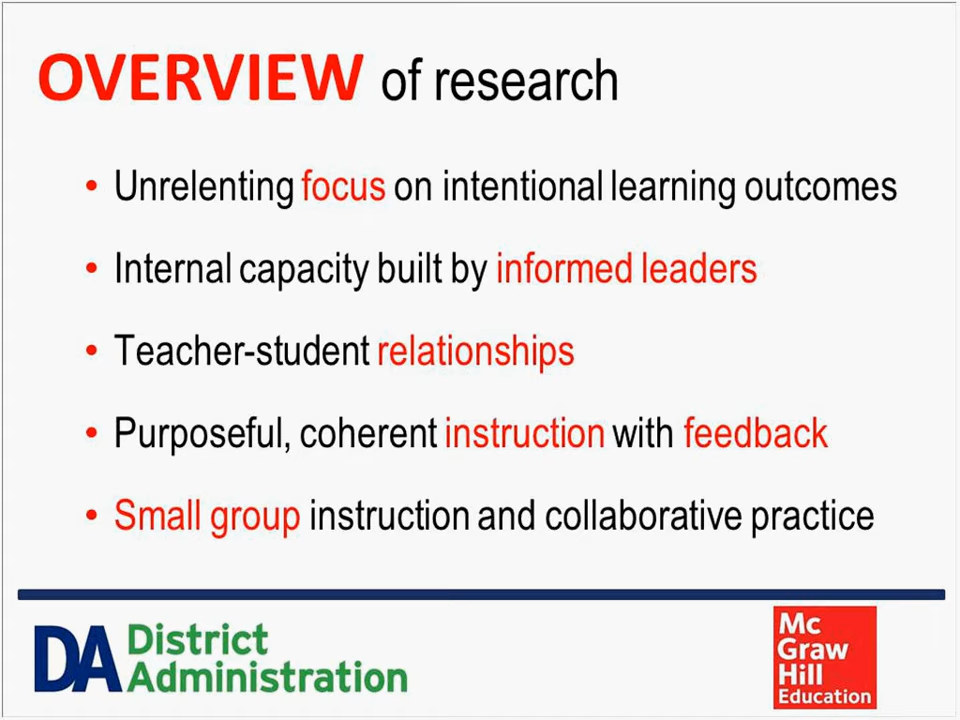 OVERVIEW of research
• Unrelenting focus on intentional learning outcomes
• Internal capacity built by informed leaders
• Teacher-student relationships
• Purposeful, coherent instruction with feedback
• Small group instruction and collaborative practice
DA District
Administration
Mc
Graw
Hill
Education